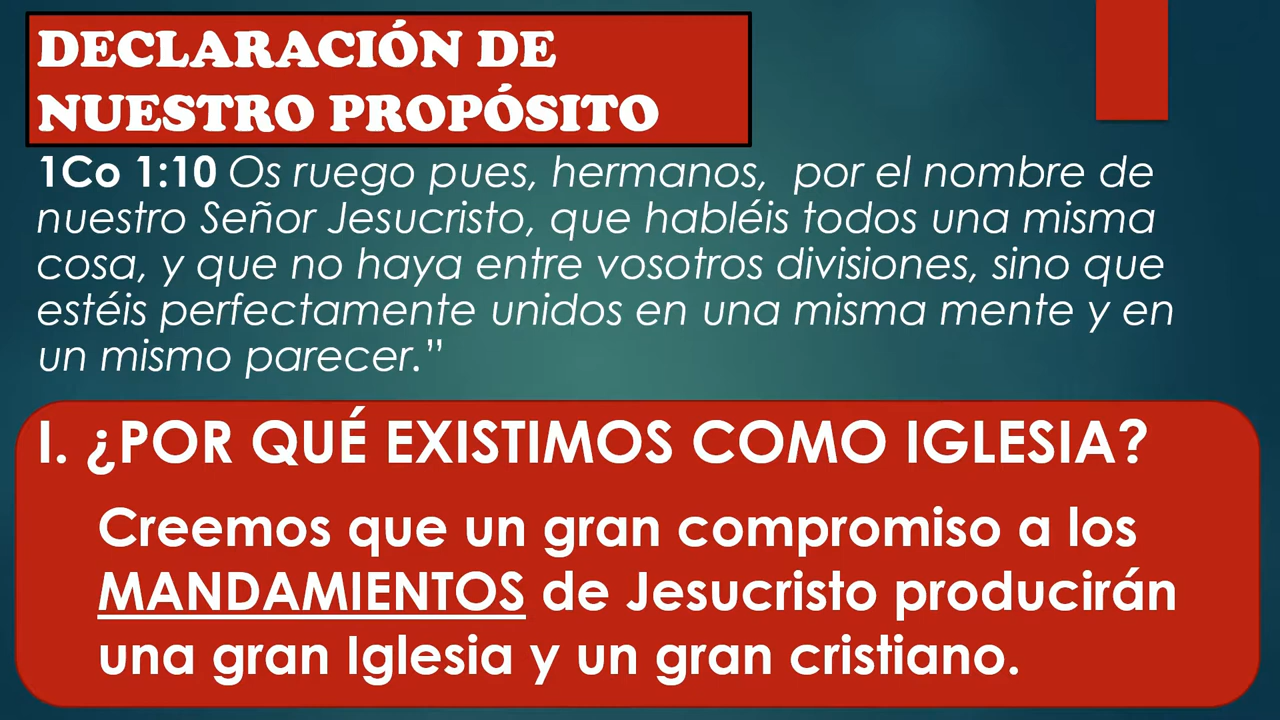 DECLARACIÓN DE
NUESTRO PROPÓSITO
1Co 1:10 Os ruego pues, hermanos,  por el nombre de
nuestro Señor Jesucristo, que habléis todos una misma
cosa, y que no haya entre vosotros divisiones, sino que
estéis perfectamente unidos en una misma mente y en
un mismo parecer.”
I. ¿POR QUÉ EXISTIMOS COMO IGLESIA?
Creemos que un gran compromiso a los
MANDAMIENTOS de Jesucristo producirán
una gran Iglesia y un gran cristiano.